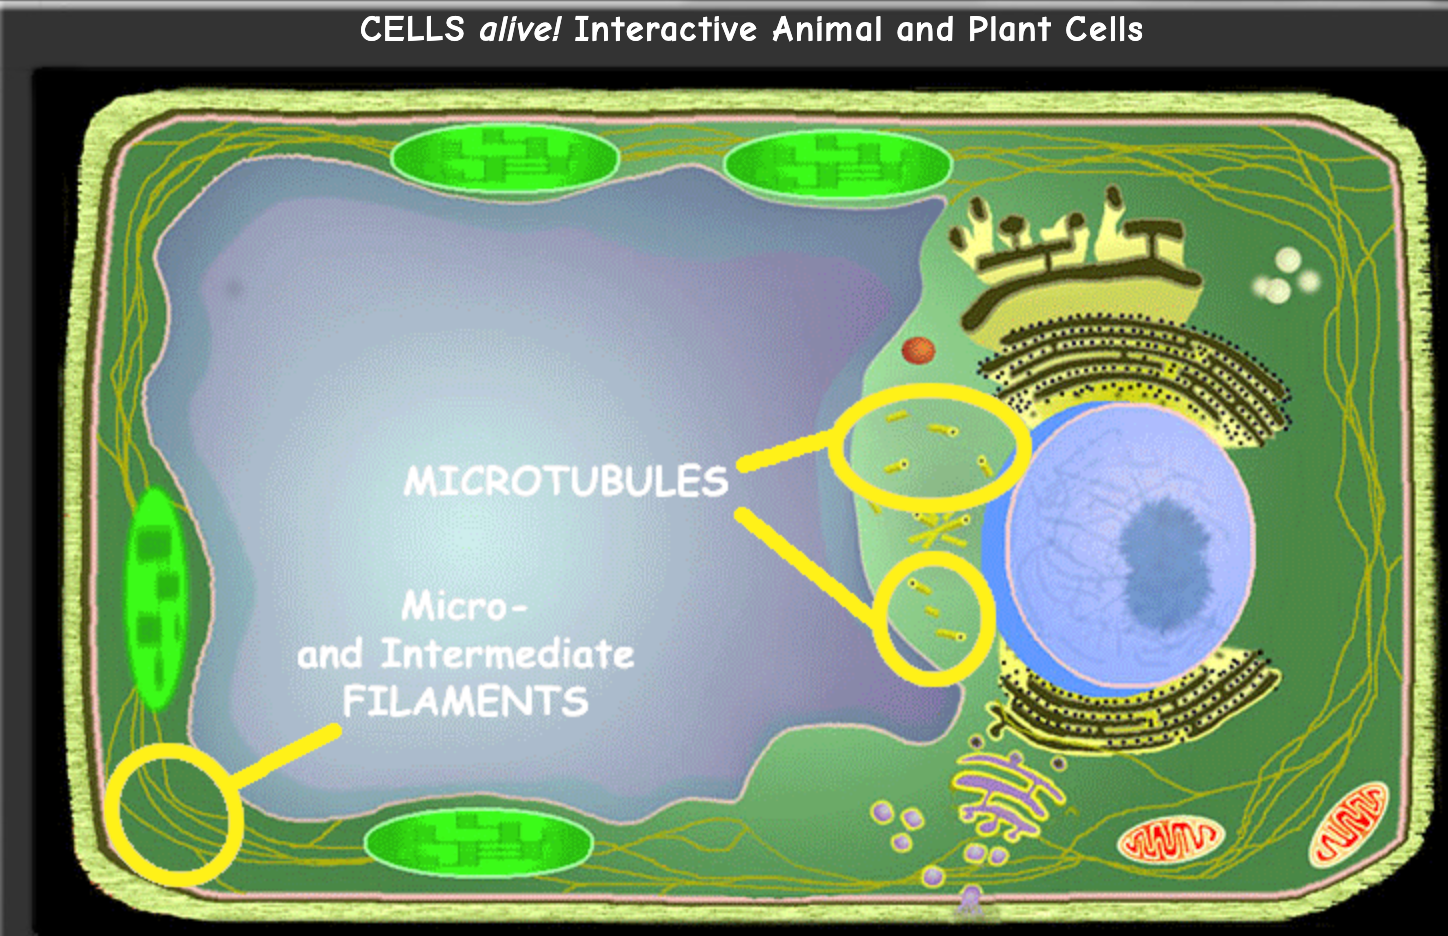 CELLS alive! Interactive Animal and Plant Cells
MICROTUBULES
Micro-
and Intermediate
FILAMENTS